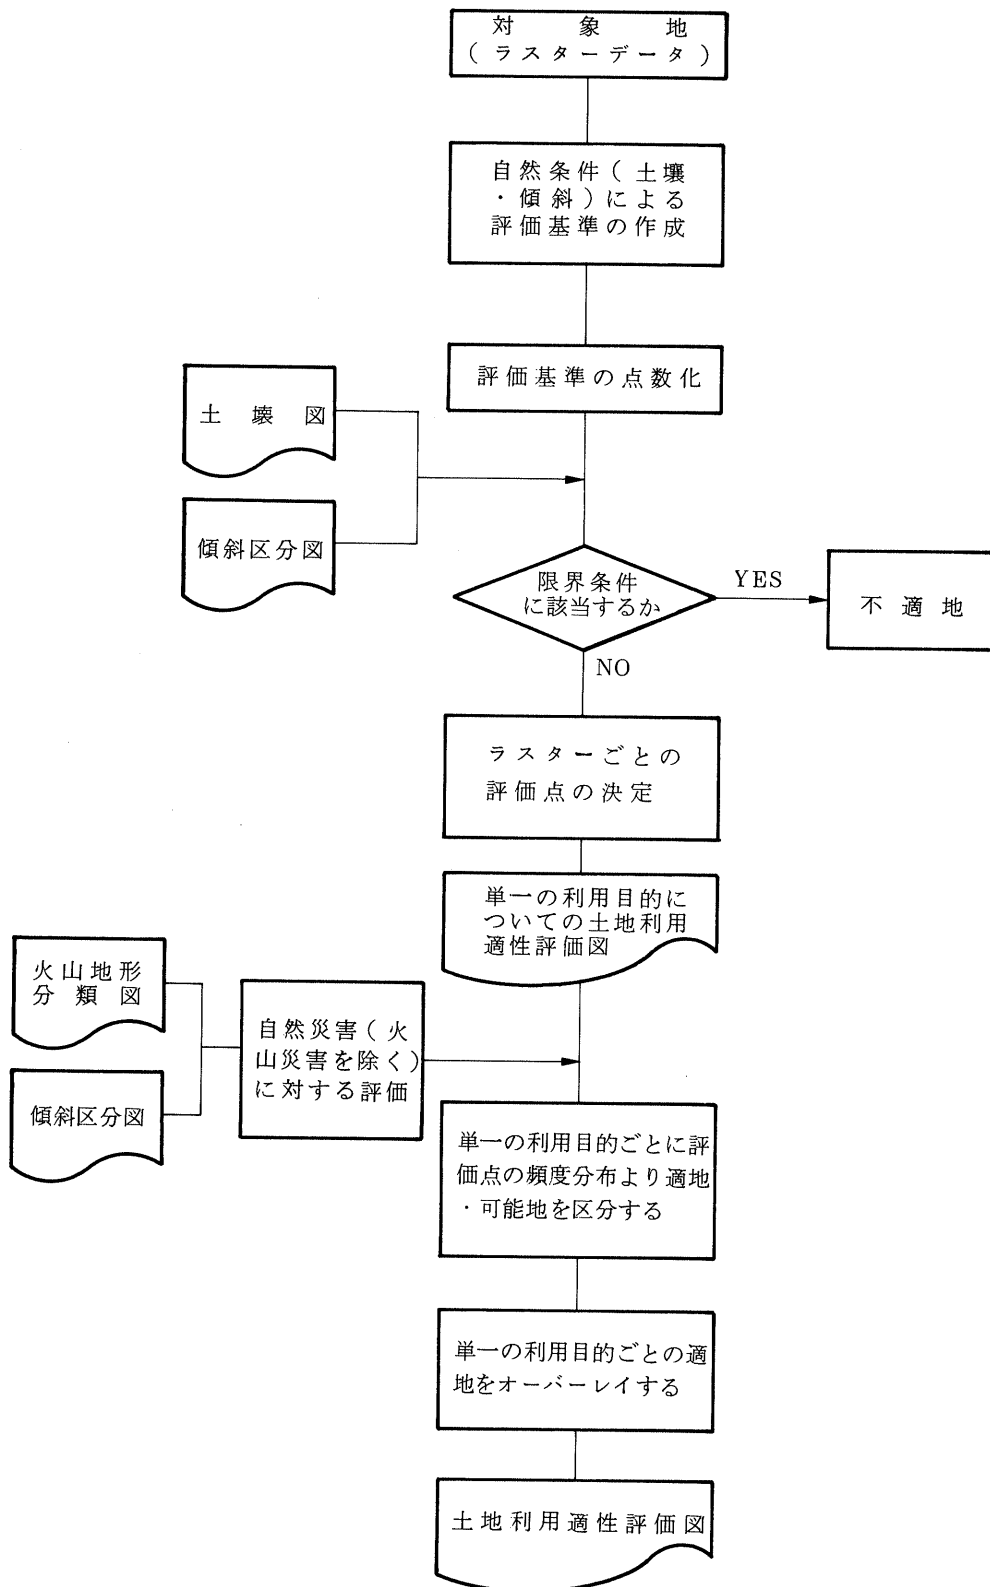 対象地
(ラスターデータ)
自然条件(土壌
・傾斜)による
評価基準の作成
評価基準の点数化
土壌図
傾斜区分図
限界条件
に該当するか
YES
不適地
NO
ラスターごとの
評価点の決定
単一の利用目的に
ついての土地利用
適性評価図
火山地形
分類図
傾斜区分図
自然災害(火
山災害を除く)
に対する評価
単一の利用目的ごとに評
価点の頻度分布より適地
・可能地を区分する
単一の利用目的ごとの適
地をオーバーレイする
土地利用適性評価図